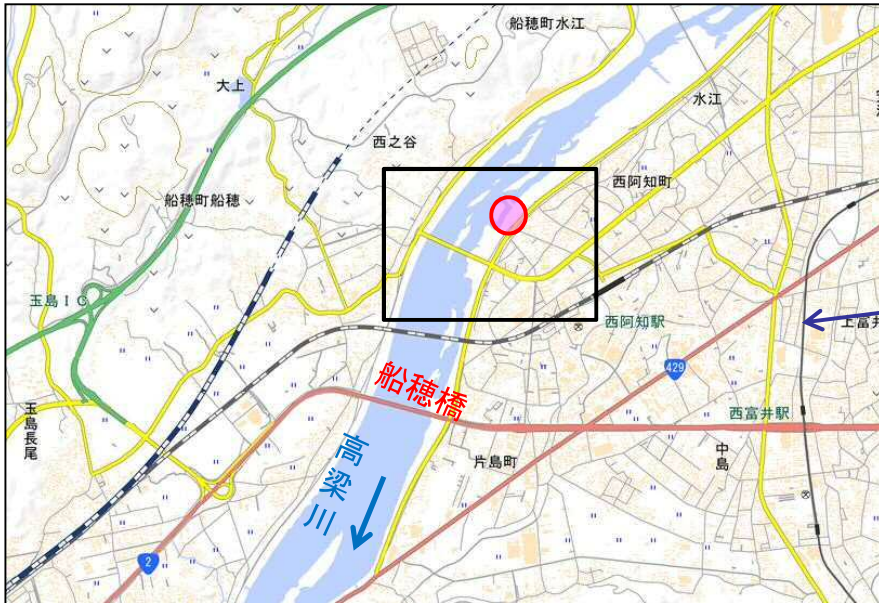 船穂町水江
大上
水江
西之谷
西阿知町
船穂町船穂
玉島IC
西阿知駅
上富井
429
船穂橋
西富井駅
玉島長尾
高梁川
片島町
中島
2